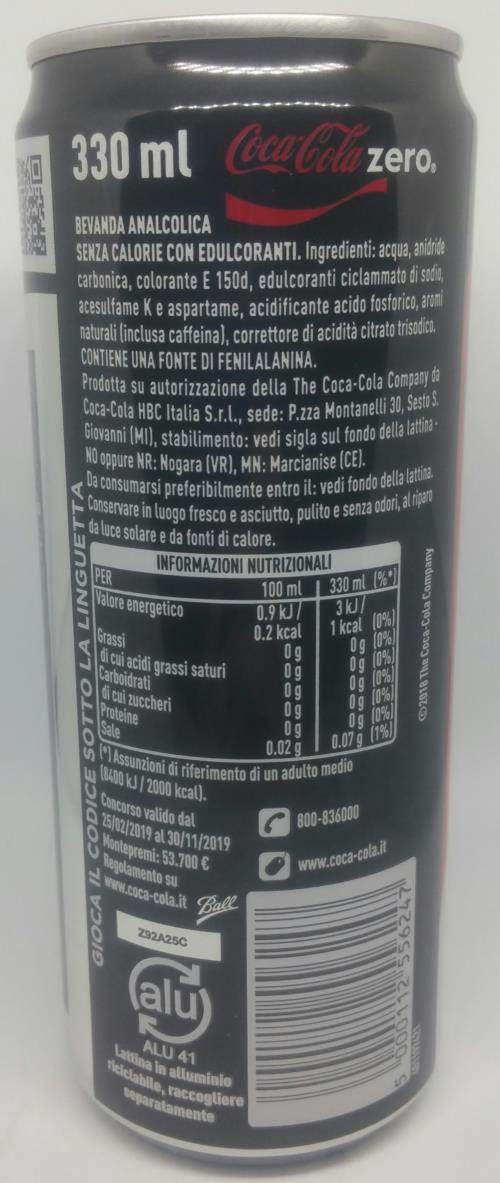 330 ml
Coca-Cola zero.
BEVANDA ANALCOLICA
SENZA CALORIE CON EDULCORANTI. Ingredienti: acqua, anidride
carbonica, colorante E 150d, edulcoranti ciclammato di sodio,
acesulfame K e aspartame, acidificante acido fosforico, aromi
naturali (inclusa caffeina), correttore di acidità citrato trisodico.
CONTIENE UNA FONTE DI FENILALANINA.
Prodotta su autorizzazione della The Coca-Cola Company da
Coca-Cola HBC Italia S.r.l., sede: P.zza Montanelli 30, Sesto S.
Giovanni (MI), stabilimento: vedi sigla sul fondo della lattina -
NO oppure NR: Nogara (VR), MN: Marcianise (CE).
Da consumarsi preferibilmente entro il: vedi fondo della lattina.
Conservare in luogo fresco e asciutto, pulito e senza odori, al riparo
da luce solare e da fonti di calore.
INFORMAZIONI NUTRIZIONALI
PER 100 ml 330 ml (%*)
Valore energetico 0.9 kJ / 3 kJ /
0.2 kcal 1 kcal (0%)
Grassi 0 g 0 g (0%)
di cui acidi grassi saturi 0 g 0 g (0%)
Carboidrati 0 g 0 g (0%)
di cui zuccheri 0 g 0 g (0%)
Proteine 0 g 0 g (0%)
Sale 0.02 g 0.07 g (1%)
(*) Assunzioni di riferimento di un adulto medio
(8400 kJ / 2000 kcal).
©2018 The Coca-Cola Company
GIOCA IL CODICE SOTTO LA LINGUETTA
Concorso valido dal
25/02/2019 al 30/11/2019
Montepremi: 53.700 €
Regolamento su
www.coca-cola.it
800-836000
www.coca-cola.it
Ball
Z92A25C
alu
ALU 41
Lattina in alluminio
riciclabile, raccogliere
separatamente
5 000112 556247